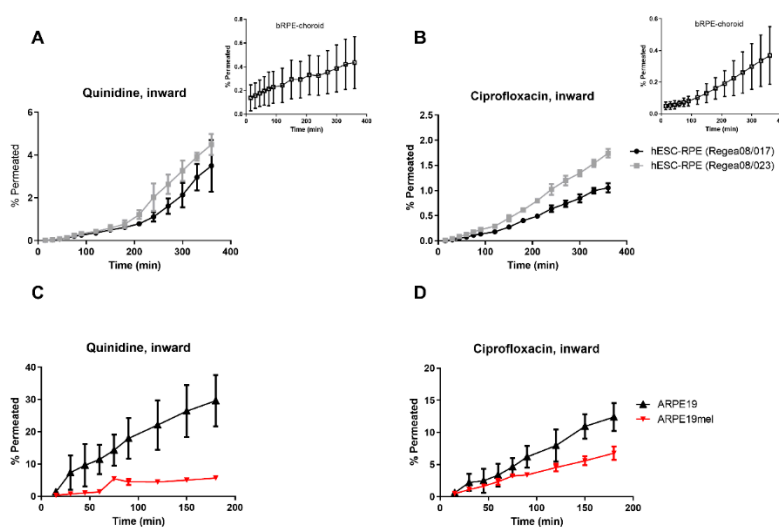 A
bRPE-choroid
0.8
0.6
0.4
0.2
0.0
% Permeated
0 100 200 300 400
Time (min)
Quinidine, inward
6
4
2
0
% Permeated
0 100 200 300 400
Time (min)
B
bRPE-choroid
0.6
0.4
0.2
0.0
% Permeated
0 100 200 300 400
Time (min)
Ciprofloxacin, inward
2.5
2.0
1.5
1.0
0.5
0.0
% Permeated
0 100 200 300 400
Time (min)
hESC-RPE (Regea08/017)
hESC-RPE (Regea08/023)
C
Quinidine, inward
40
30
20
10
0
% Permeated
0 50 100 150 200
Time (min)
D
Ciprofloxacin, inward
20
15
10
5
0
% Permeated
0 50 100 150 200
Time (min)
ARPE19
ARPE19mel